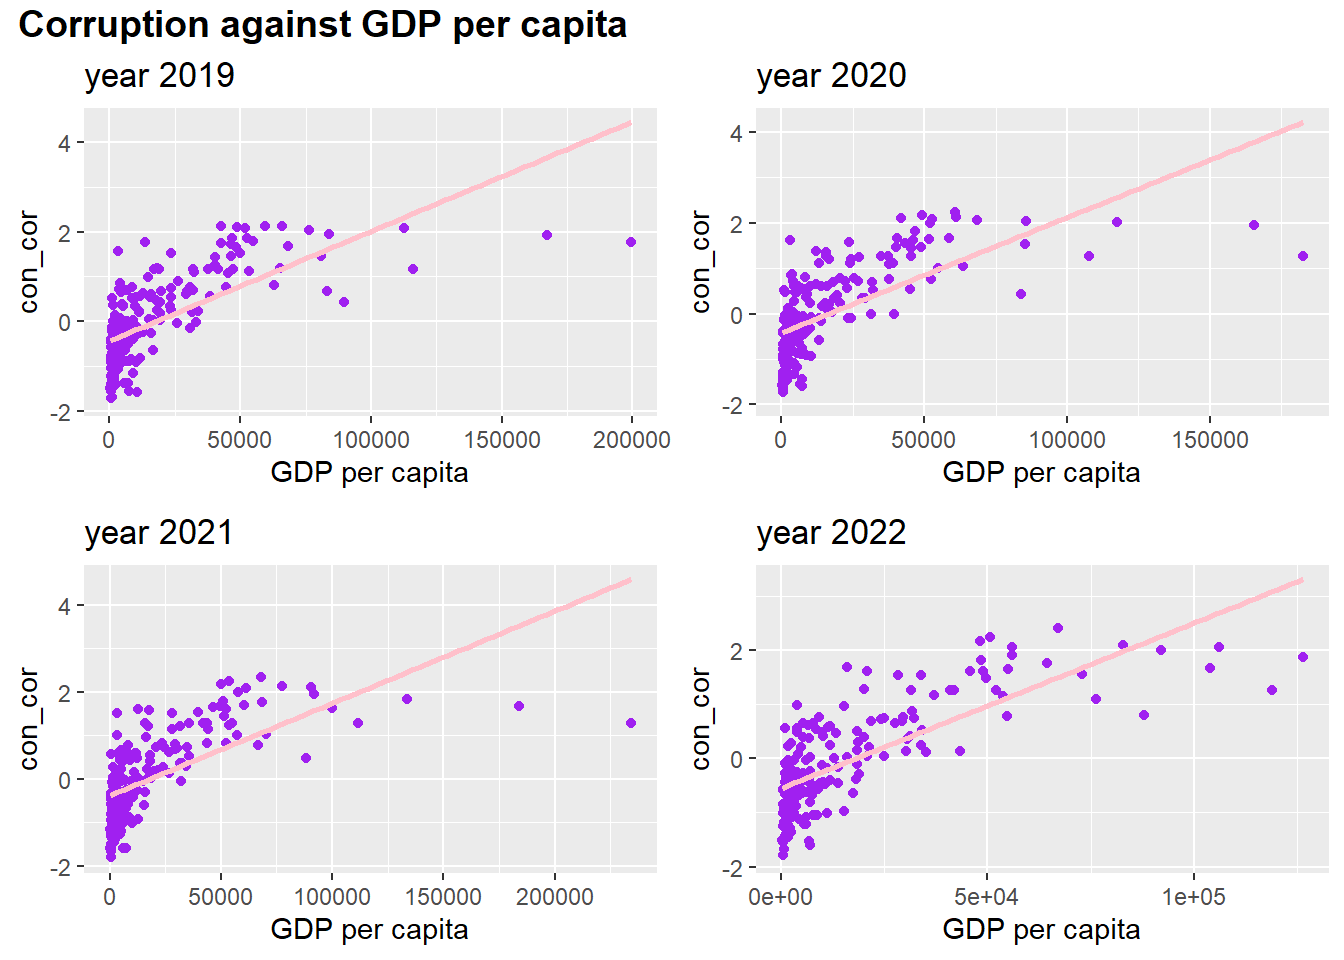 Corruption against GDP per capita
year 2019
4
2
0
-2
con_cor
0 50000 100000 150000 200000
GDP per capita
year 2020
4
2
0
-2
con_cor
0 50000 100000 150000
GDP per capita
year 2021
4
2
0
-2
con_cor
0 50000 100000 150000 200000
GDP per capita
year 2022
2
0
-2
con_cor
0e+00 5e+04 1e+05
GDP per capita